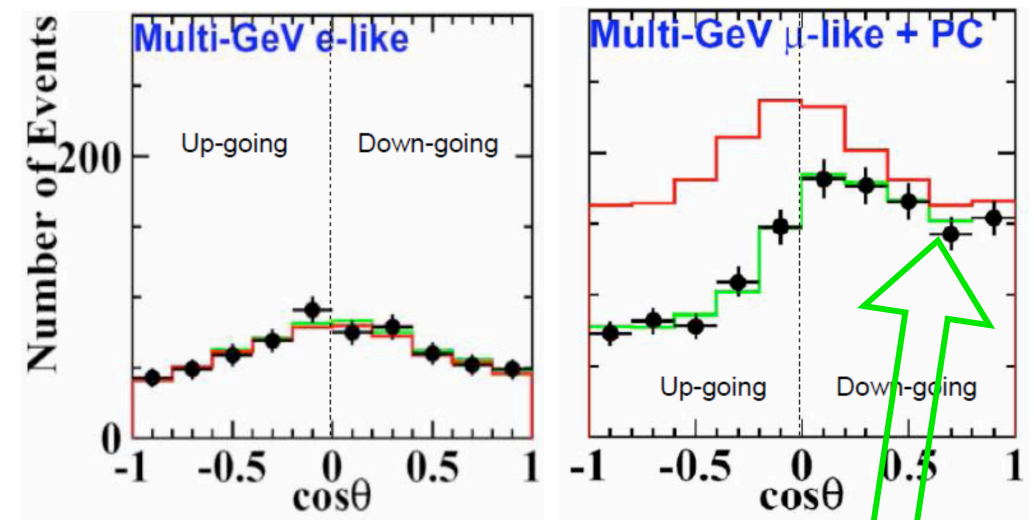 Multi-GeV e-like
Multi-GeV μ-like + PC
Number of Events
200
0
Up-going
Down-going
Up-going
Down-going
-1 -0.5 0 0.5 1
cosθ
-1 -0.5 0 0.5 1
cosθ